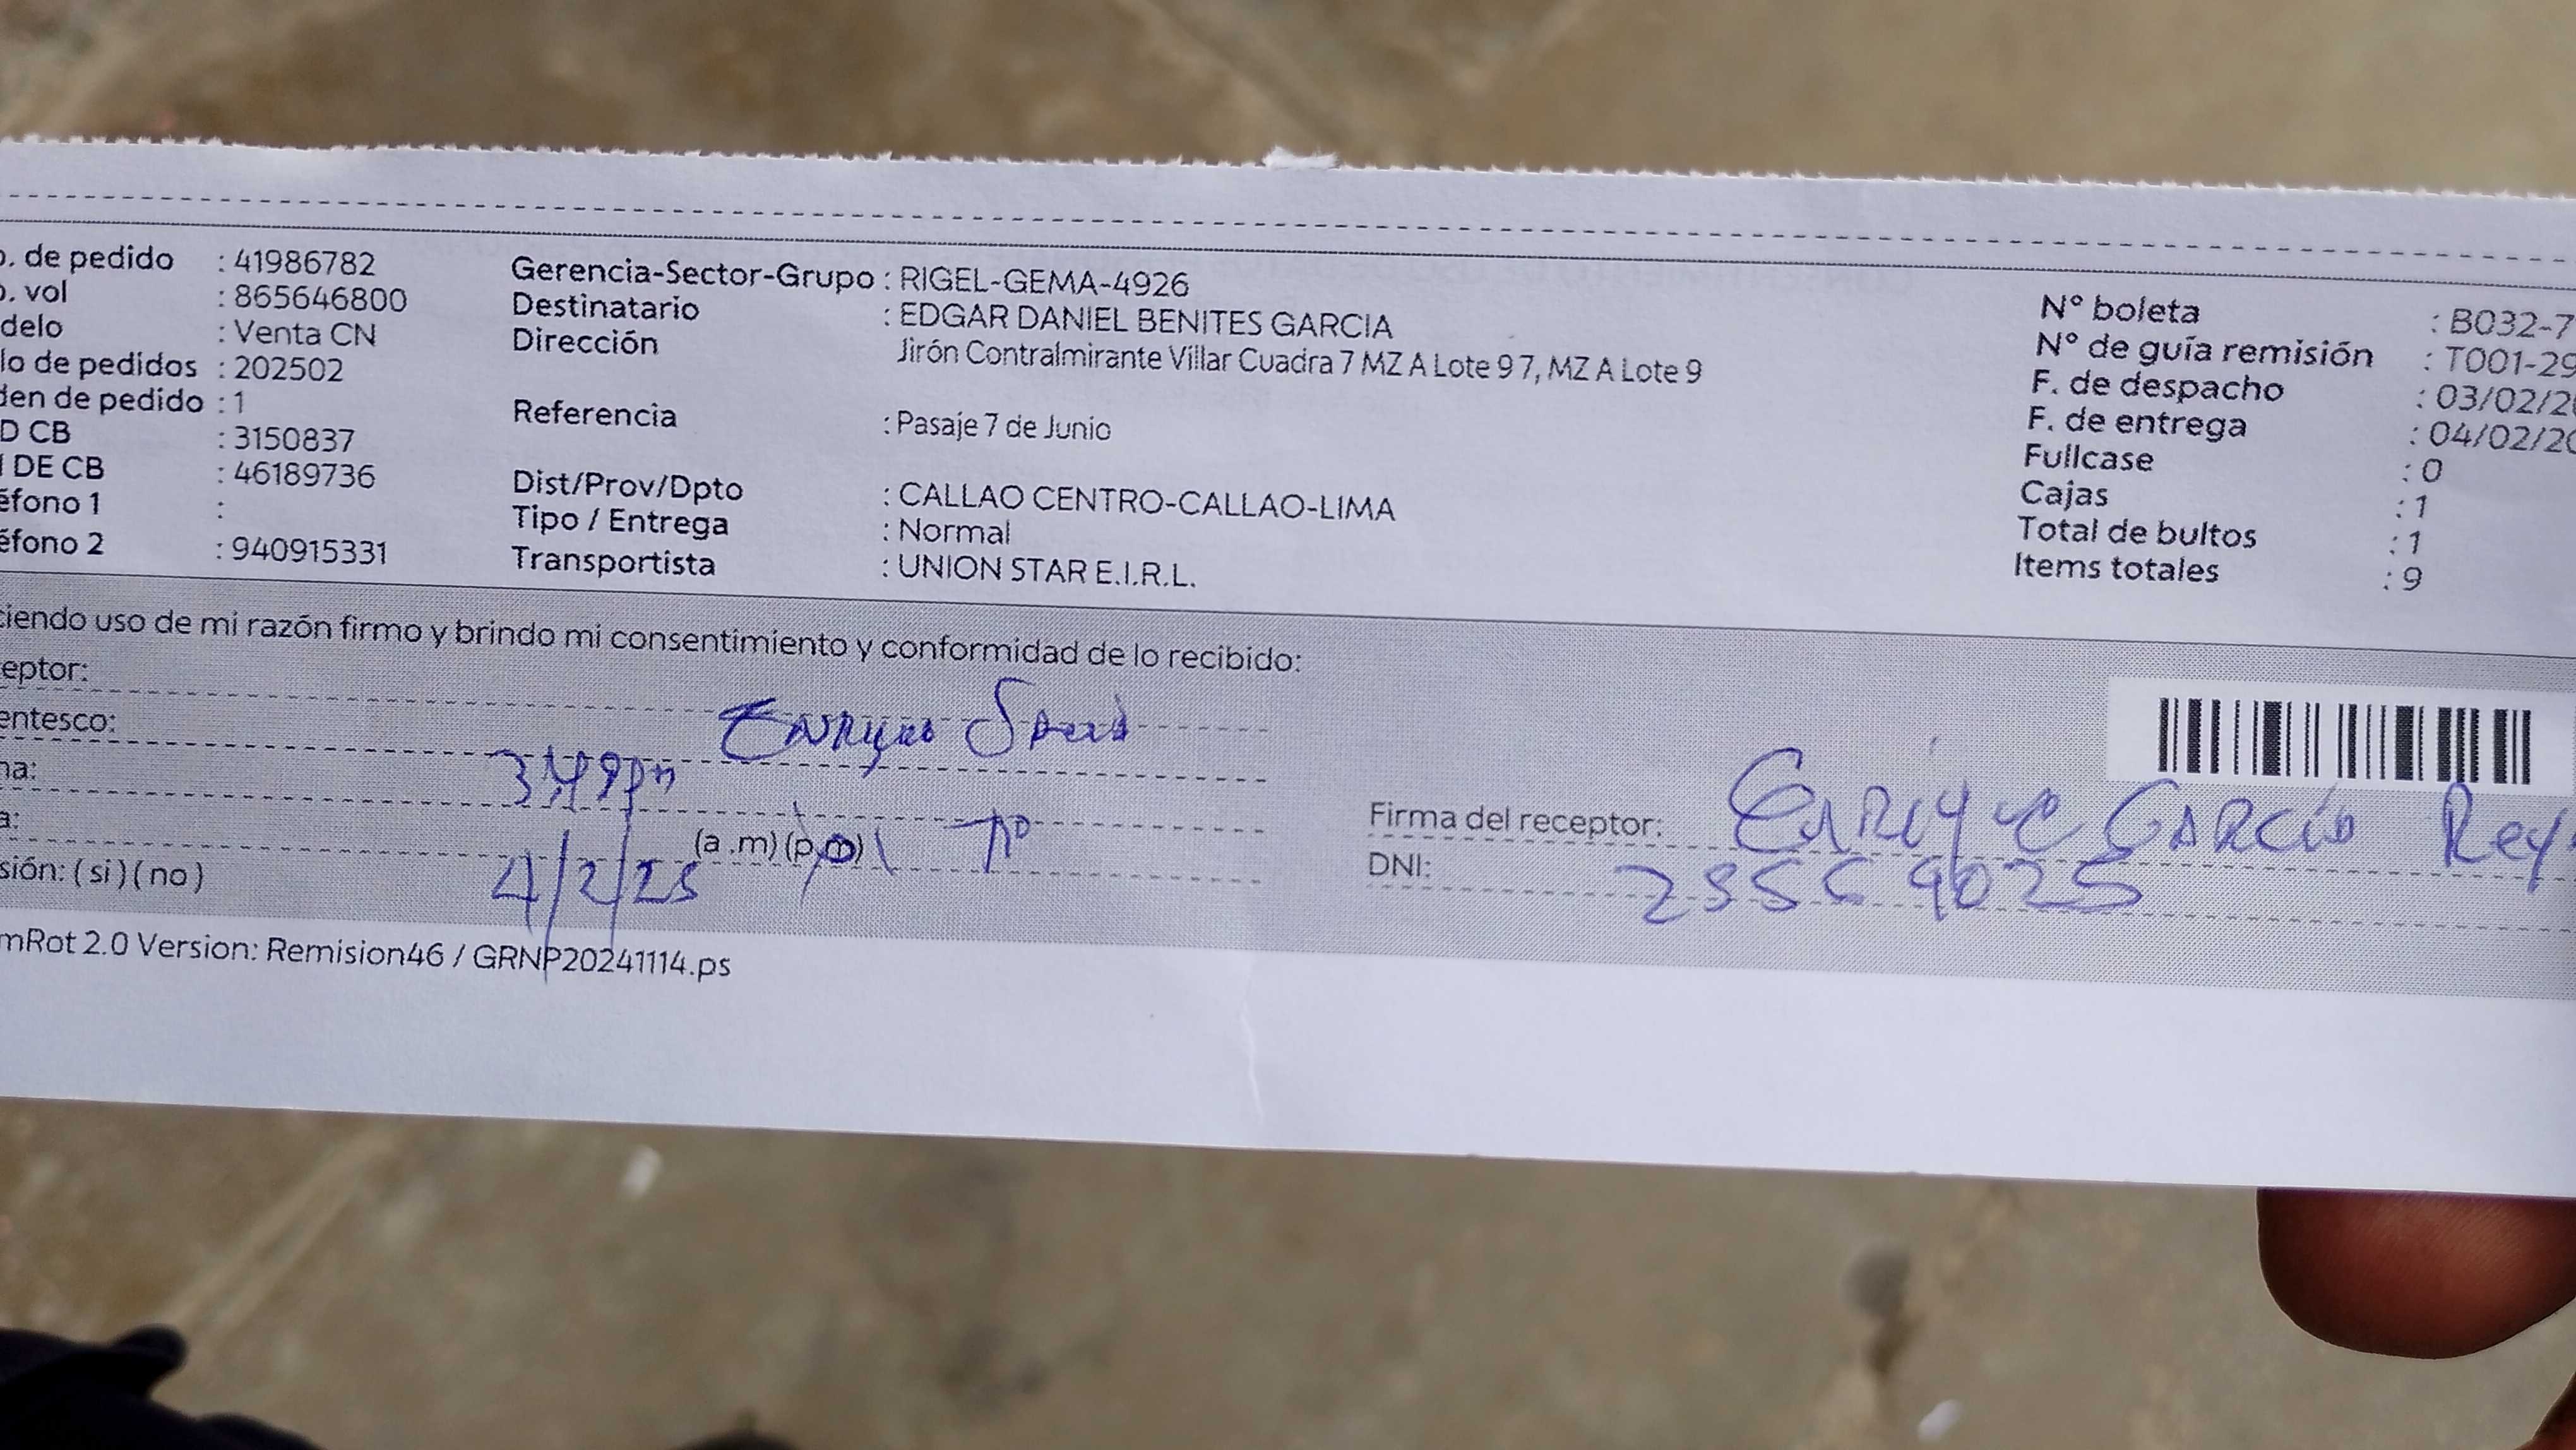 o. de pedido : 41986782
o. vol : 865646800
delo : Venta CN
lo de pedidos : 202502
den de pedido : 1
D CB : 3150837
DE CB : 46189736
éfono 1 :
éfono 2 : 940915331
Gerencia-Sector-Grupo : RIGEL-GEMA-4926
Destinatario : EDGAR DANIEL BENITES GARCIA
Dirección Jirón Contralmirante Villar Cuadra 7 MZ A Lote 9 7, MZ A Lote 9
Referencia : Pasaje 7 de Junio
Dist/Prov/Dpto : CALLAO CENTRO-CALLAO-LIMA
Tipo / Entrega : Normal
Transportista : UNION STAR E.I.R.L.
N° boleta : B032-7
N° de guía remisión : T001-29
F. de despacho : 03/02/2
F. de entrega : 04/02/20
Fullcase : 0
Cajas : 1
Total de bultos : 1
Items totales : 9
ciendo uso de mi razón firmo y brindo mi consentimiento y conformidad de lo recibido:
eptor:
entesco:
na:
a: (a .m) (p.m)
sión: ( si ) ( no )
4/2/25
Firma del receptor: Enrique García Rey
DNI:
mRot 2.0 Version: Remision46 / GRNP20241114.ps